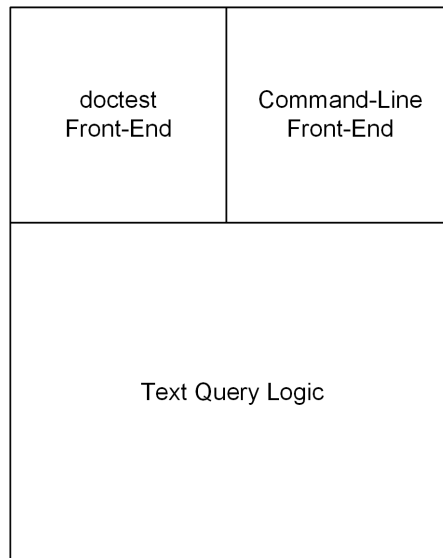 doctest
Front-End
Command-Line
Front-End
Text Query Logic